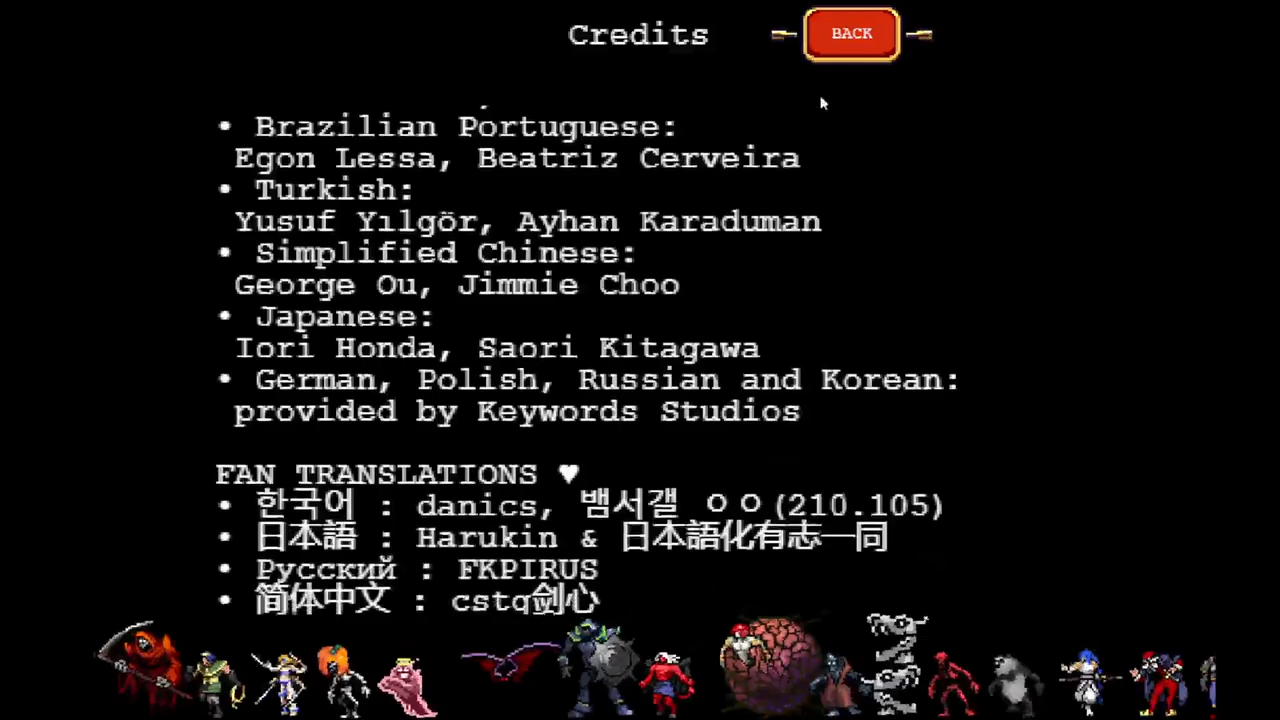 Credits
BACK
• Brazilian Portuguese:
Egon Lessa, Beatriz Cerveira
• Turkish:
Yusuf Yılgör, Ayhan Karaduman
• Simplified Chinese:
George Ou, Jimmie Choo
• Japanese:
Iori Honda, Saori Kitagawa
• German, Polish, Russian and Korean:
provided by Keywords Studios
FAN TRANSLATIONS ♥
• 한국어 : danics, 뱀서갤 ㅇㅇ(210.105)
• 日本語 : Harukin & 日本語化有志一同
• Русский : FKPIRUS
• 简体中文 : cstq剑心